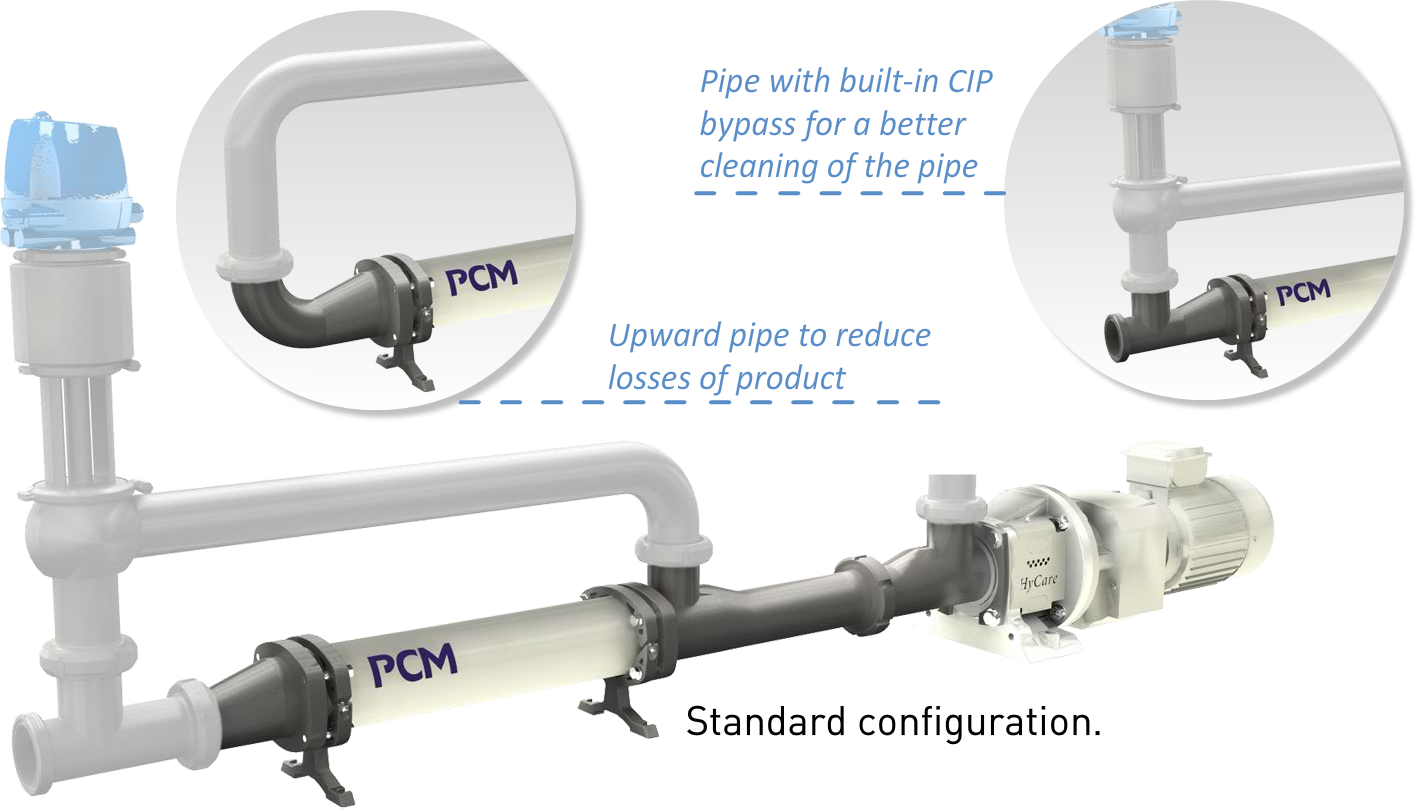 Pipe with built-in CIP
bypass for a better
cleaning of the pipe
PCM
PCM
Upward pipe to reduce
losses of product
HyCare
PCM
Standard configuration.